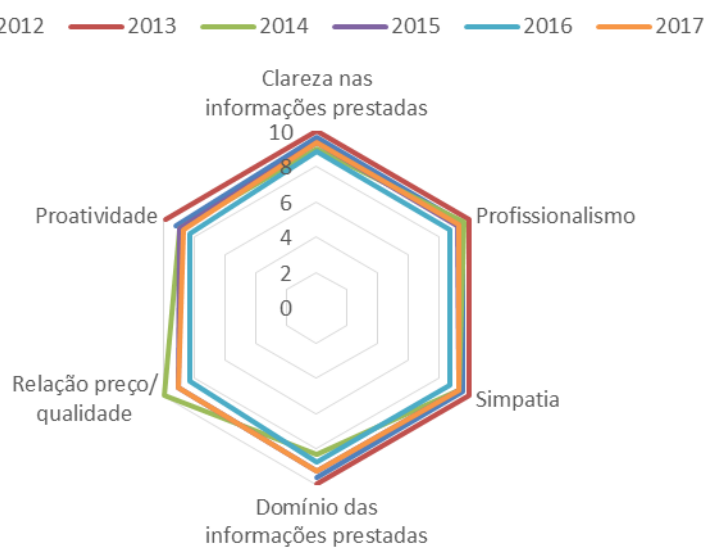 2012 2013 2014 2015 2016 2017
Clareza nas
informações prestadas
10
8
6
4
2
0
Proatividade
Profissionalismo
Relação preço/
qualidade
Simpatia
Domínio das
informações prestadas